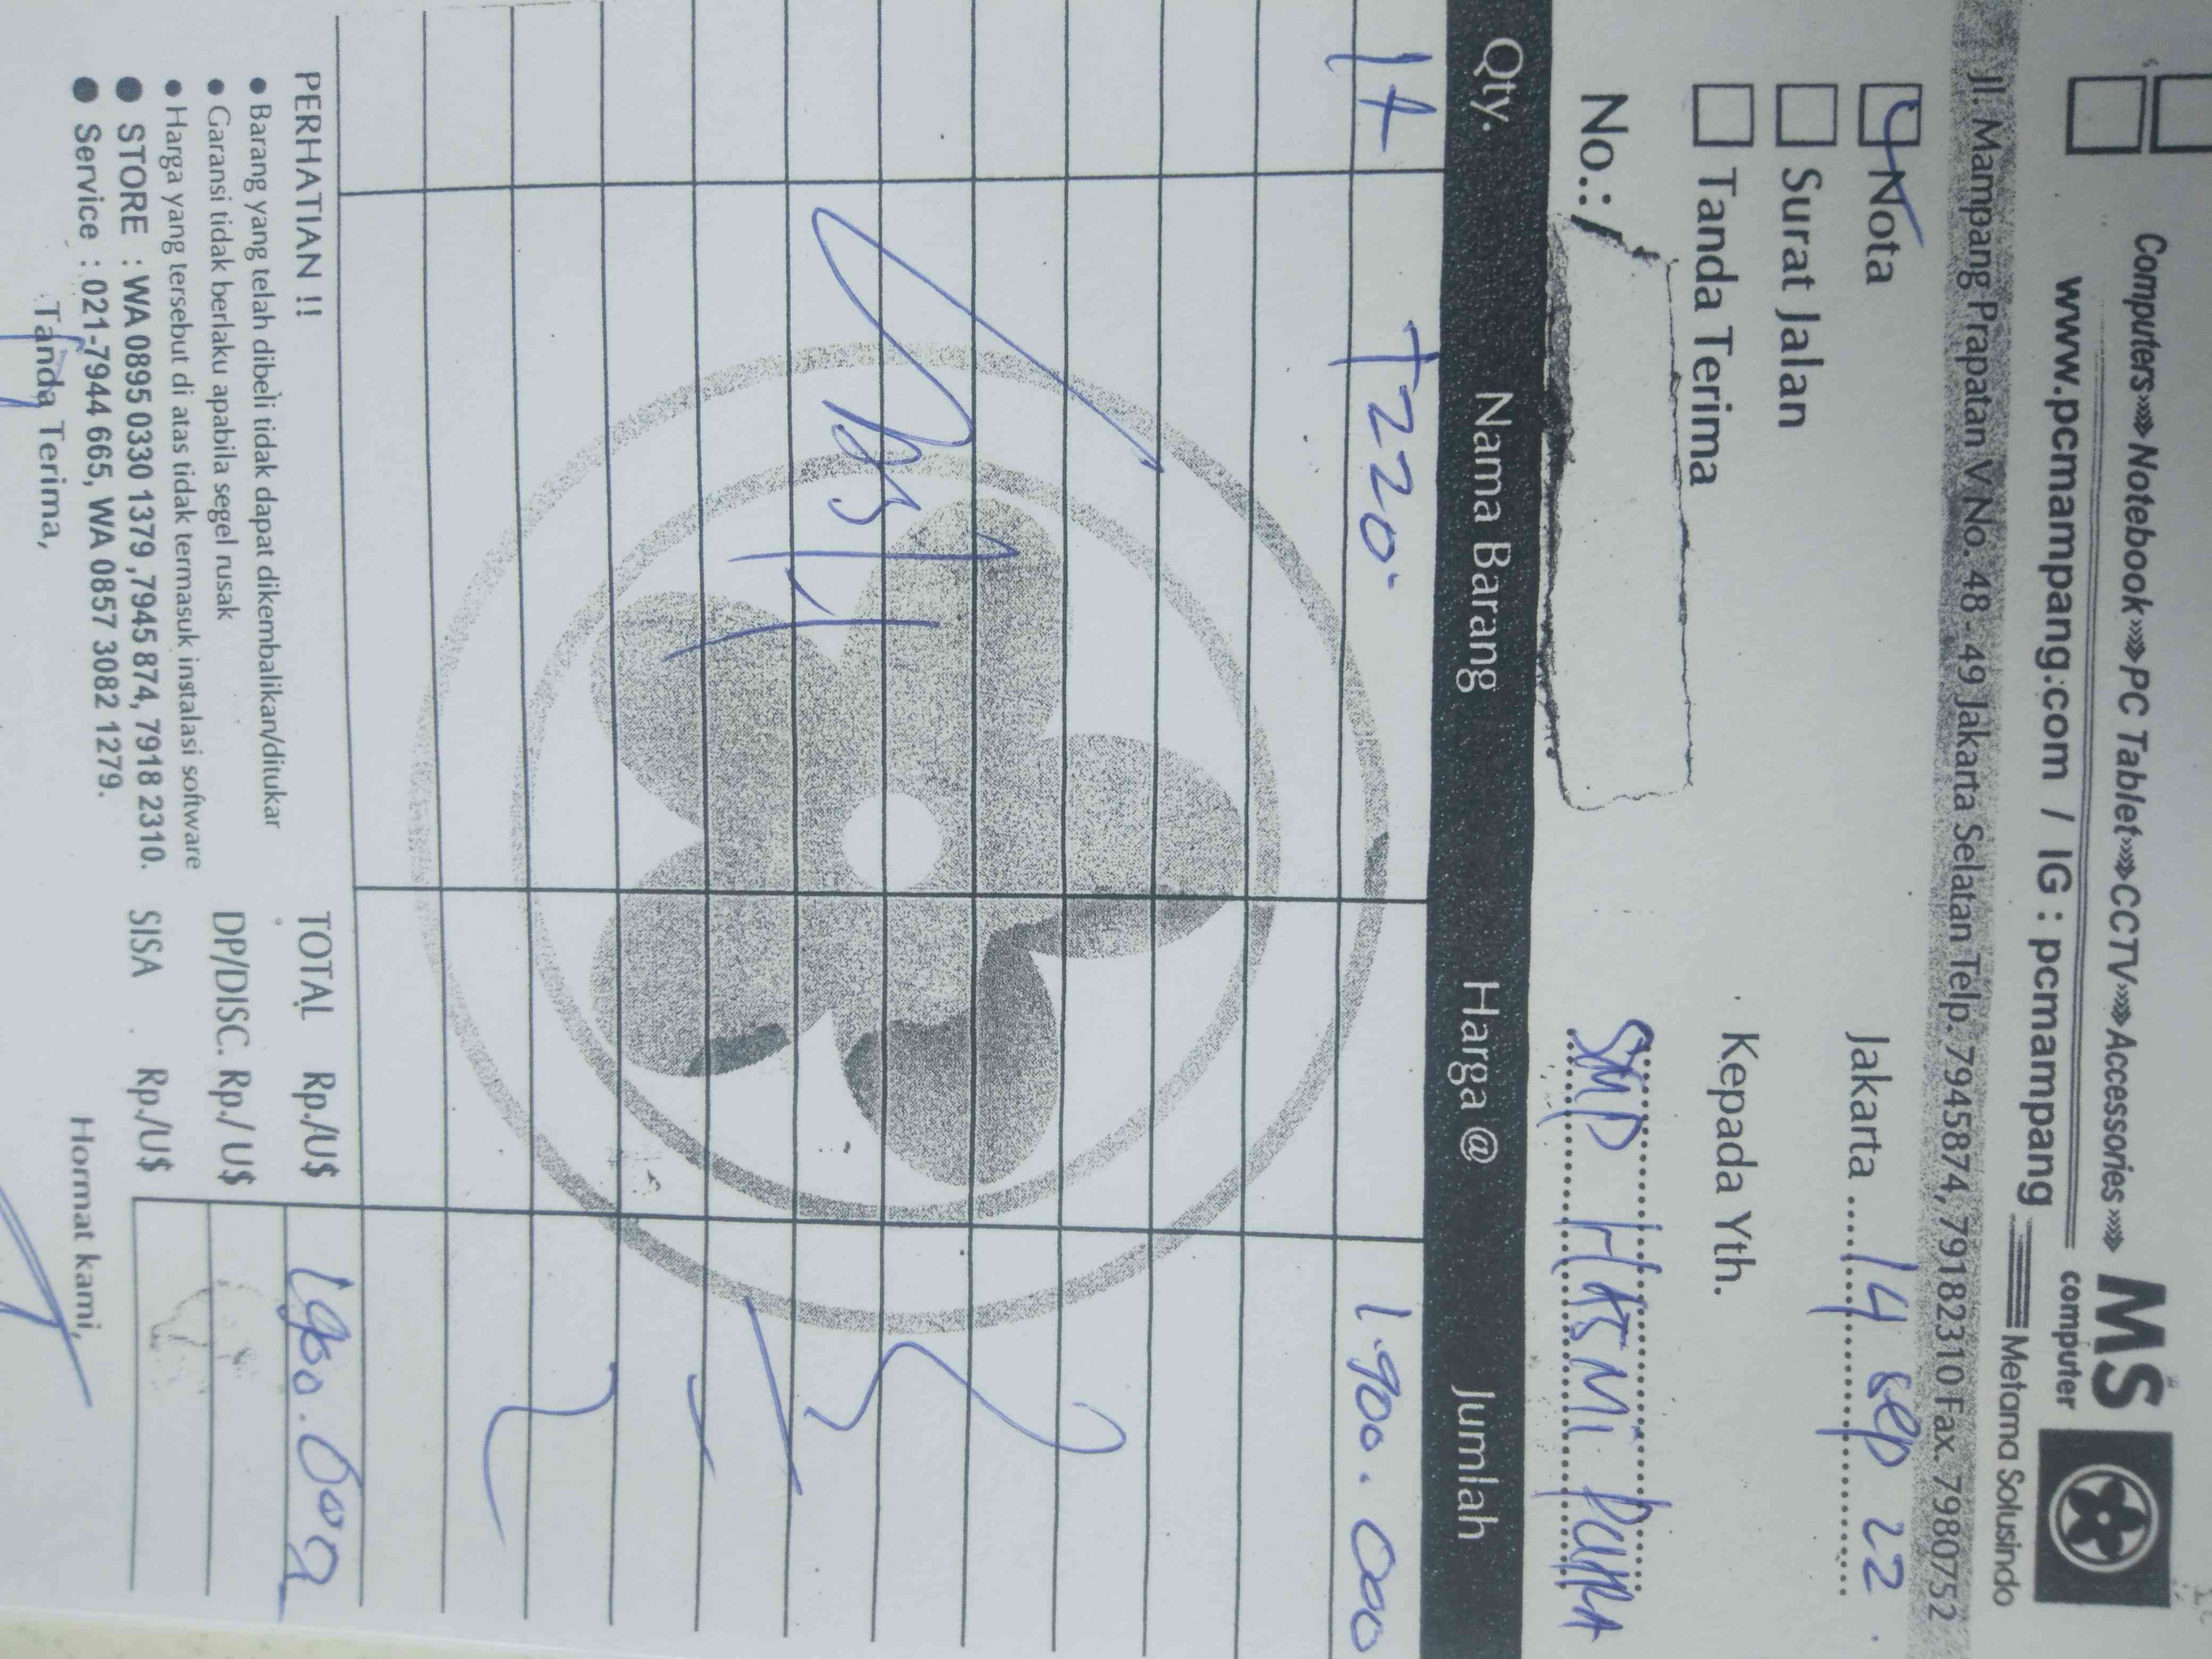 Computers»»»Notebook»»»PC Tablet»»»CCTV»»»Accessories»»»
MS
computer
www.pcmampang.com / IG : pcmampang
Metama Solusindo
Jl. Mampang Prapatan V No. 48 - 49 Jakarta Selatan Telp. 7945874, 79182310 Fax. 7980752
Nota
Jakarta 14 sep 22
Surat Jalan
Tanda Terima
Kepada Yth.
No.:
SMP HASMI PUTRA
Qty. Nama Barang Harga @ Jumlah
1 T220 1.900.000
PERHATIAN !!
• Barang yang telah dibeli tidak dapat dikembalikan/ditukar
• Garansi tidak berlaku apabila segel rusak
• Harga yang tersebut di atas tidak termasuk instalasi software
● STORE : WA 0895 0330 1379 ,7945 874, 7918 2310.
● Service : 021-7944 665, WA 0857 3082 1279.
TOTAL Rp./U$ 1.900.000
DP/DISC. Rp./ U$
SISA Rp./U$
Tanda Terima,
Hormat kami,